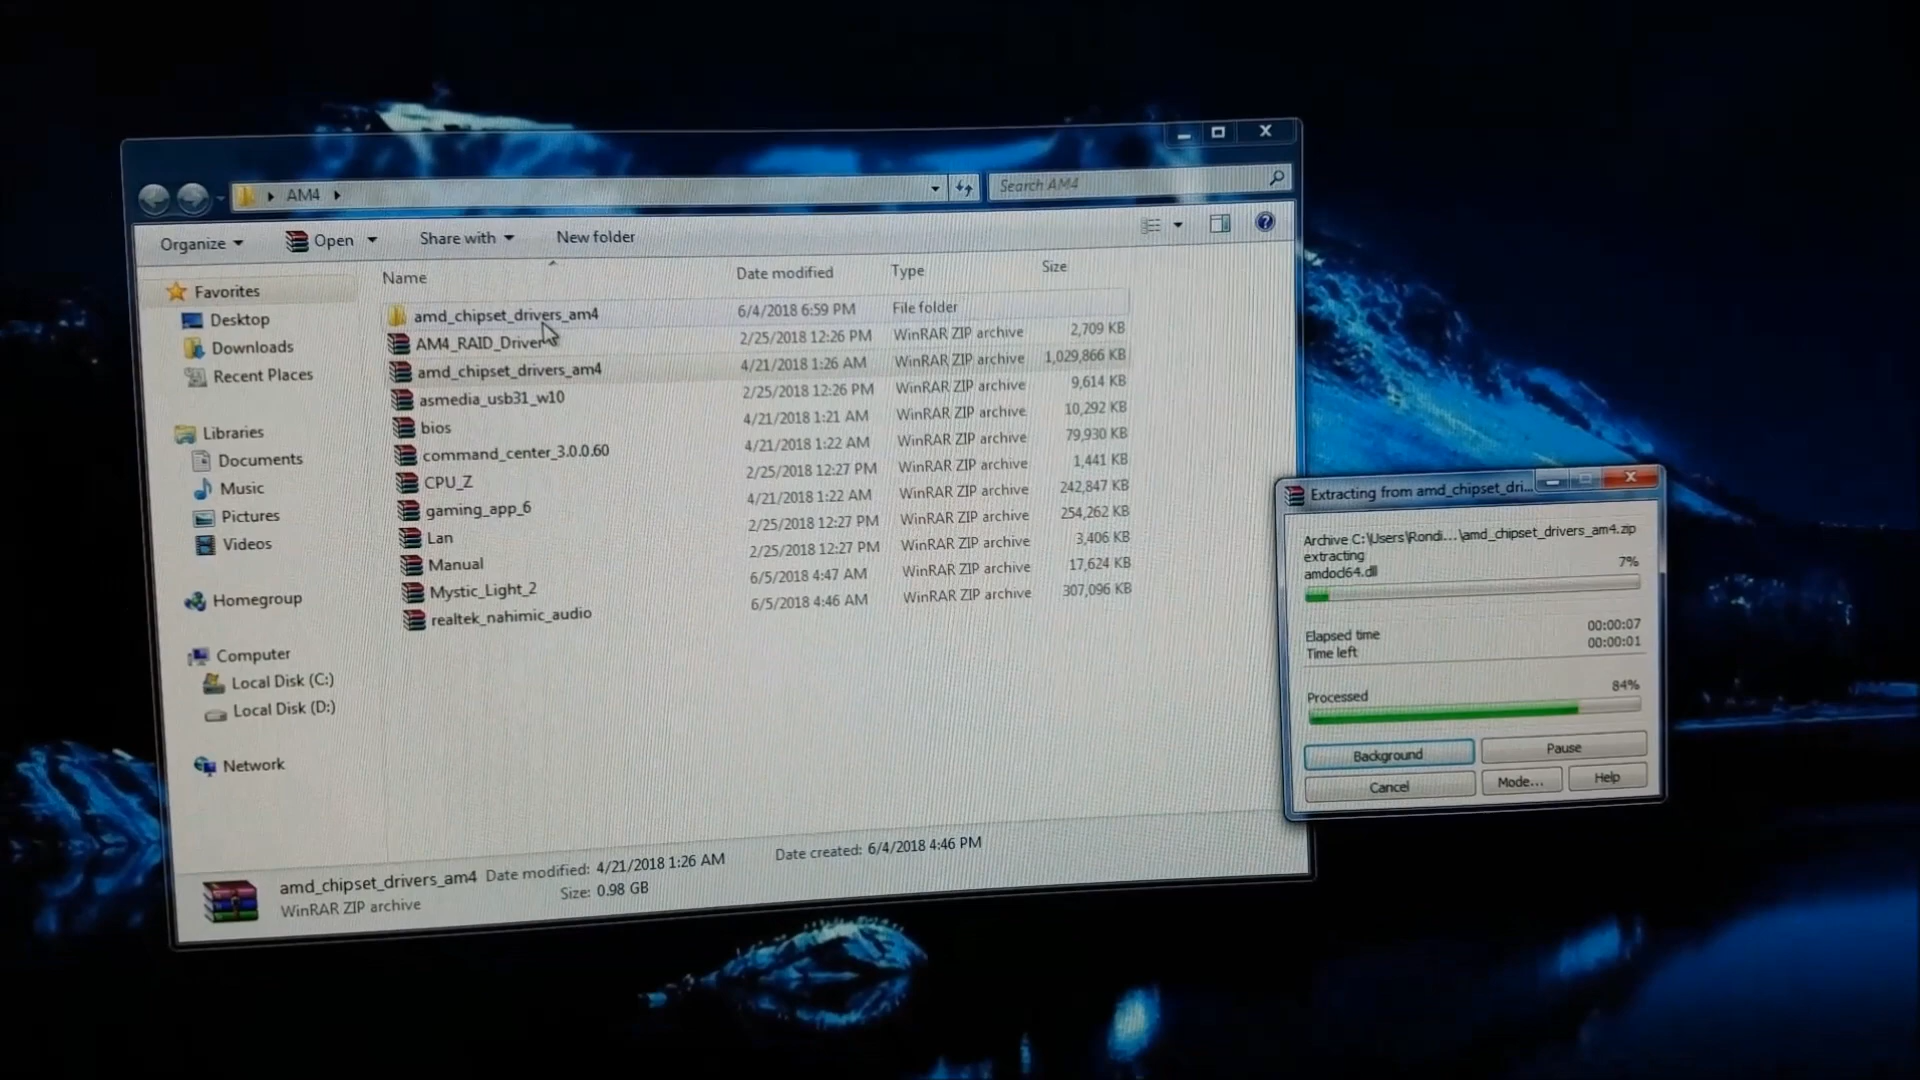 AM4
Search AM4
Organize
Open
Share with
New folder
Name Date modified Type Size
amd_chipset_drivers_am4 6/4/2018 6:59 PM File folder
AM4_RAID_Driver 2/25/2018 12:26 PM WinRAR ZIP archive 2,709 KB
amd_chipset_drivers_am4 4/21/2018 1:26 AM WinRAR ZIP archive 1,029,866 KB
asmedia_usb31_w10 2/25/2018 12:26 PM WinRAR ZIP archive 9,614 KB
bios 4/21/2018 1:21 AM WinRAR ZIP archive 10,292 KB
command_center_3.0.0.60 4/21/2018 1:22 AM WinRAR ZIP archive 79,930 KB
CPU_Z 2/25/2018 12:27 PM WinRAR ZIP archive 1,441 KB
gaming_app_6 4/21/2018 1:22 AM WinRAR ZIP archive 242,847 KB
Lan 2/25/2018 12:27 PM WinRAR ZIP archive 254,262 KB
Manual 2/25/2018 12:27 PM WinRAR ZIP archive 3,406 KB
Mystic_Light_2 6/5/2018 4:47 AM WinRAR ZIP archive 17,624 KB
realtek_nahimic_audio 6/5/2018 4:46 AM WinRAR ZIP archive 307,096 KB
Favorites
Desktop
Downloads
Recent Places
Libraries
Documents
Music
Pictures
Videos
Homegroup
Computer
Local Disk (C:)
Local Disk (D:)
Network
amd_chipset_drivers_am4 Date modified: 4/21/2018 1:26 AM Date created: 6/4/2018 4:46 PM
WinRAR ZIP archive Size: 0.98 GB
Extracting from amd_chipset_dri...
Archive C:\Users\Rondi...\amd_chipset_drivers_am4.zip
extracting
amdocl64.dll 7%
Elapsed time 00:00:07
Time left 00:00:01
Processed 84%
Background
Pause
Cancel
Mode...
Help